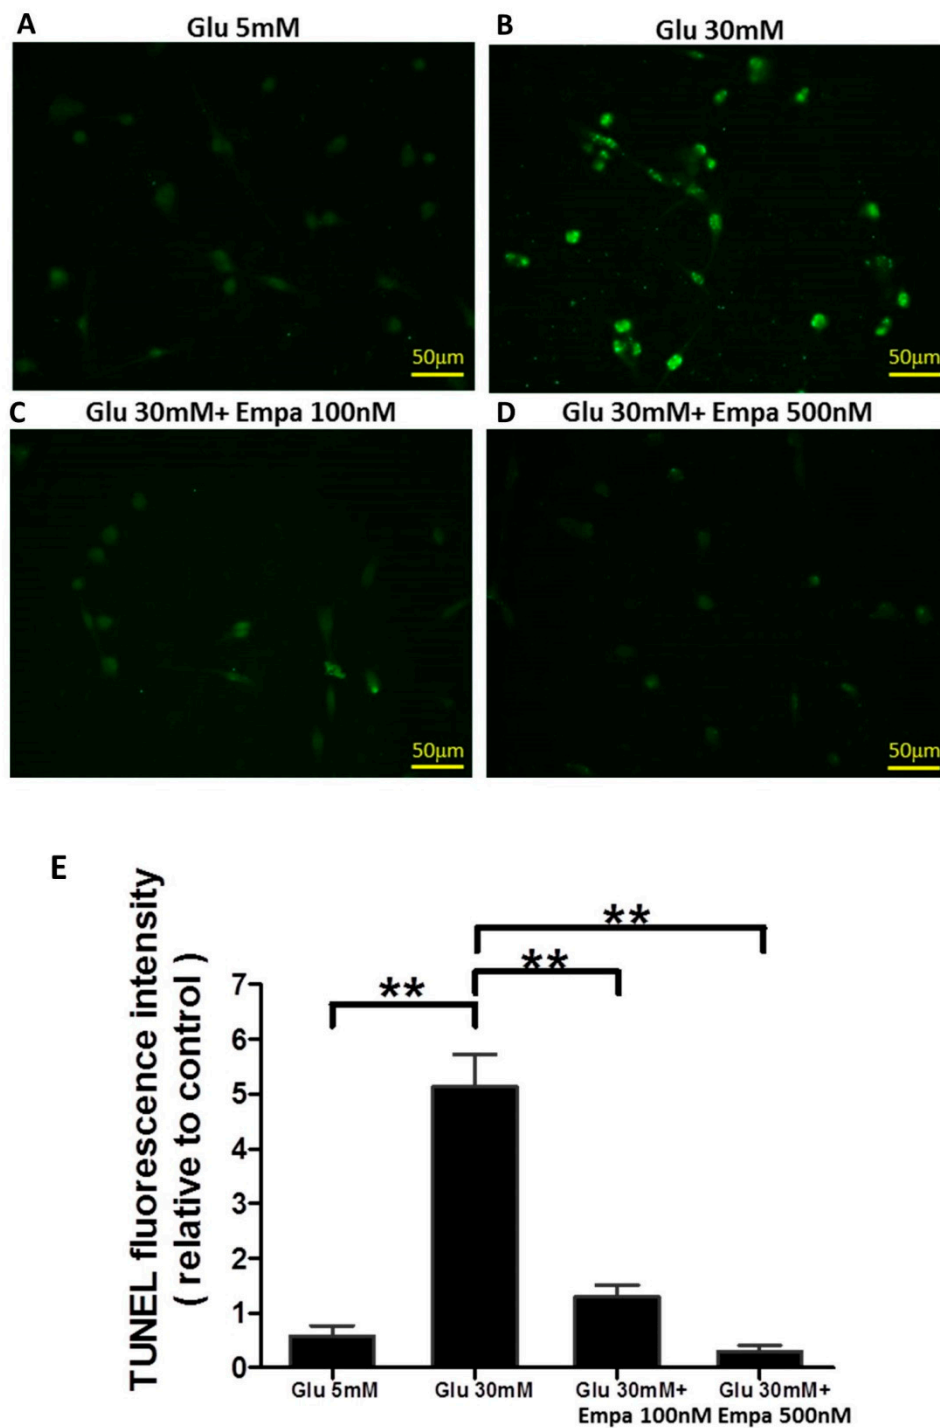 A
Glu 5mM
50µm
B
Glu 30mM
50µm
C
Glu 30mM+ Empa 100nM
50µm
D
Glu 30mM+ Empa 500nM
50µm
E
TUNEL fluorescence intensity
( relative to control )
7
6
5
4
3
2
1
0
**
**
**
Glu 5mM
Glu 30mM
Glu 30mM+
Empa 100nM
Glu 30mM+
Empa 500nM